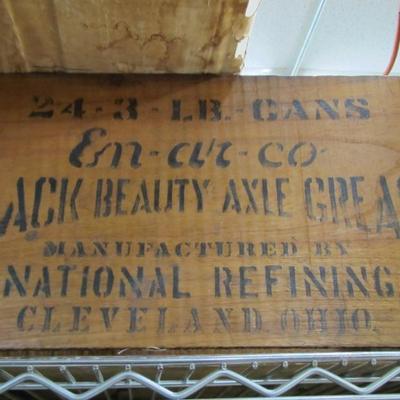 24-3-LB.-CANS
En-ar-co-
LACK BEAUTY AXLE GREA
MANUFACTURED BY
NATIONAL REFINING
CLEVELAND, OHIO.